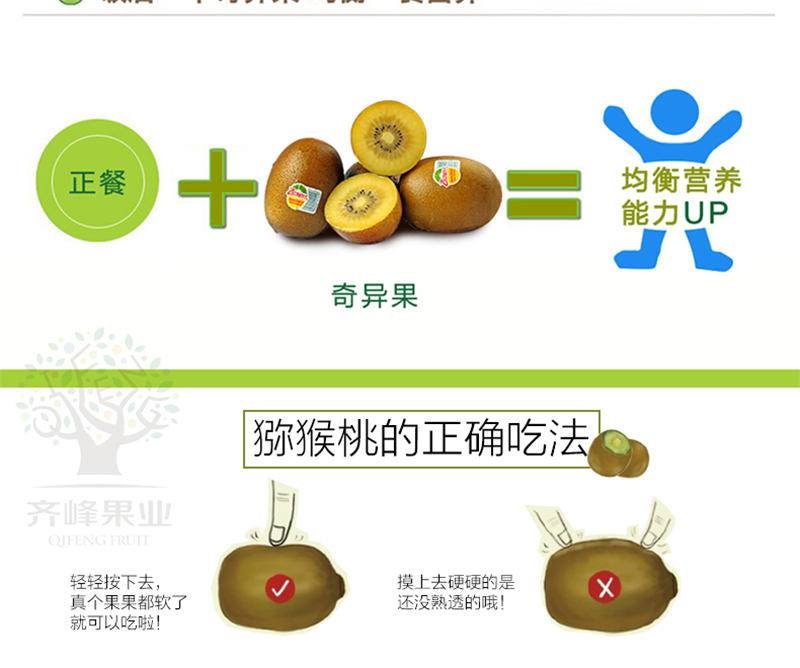 正餐
均衡营养
能力UP
奇异果
QIFENG
齐峰果业
QIFENG FRUIT
猕猴桃的正确吃法
轻轻按下去，
真个果果都软了
就可以吃啦！
摸上去硬硬的是
还没熟透的哦！